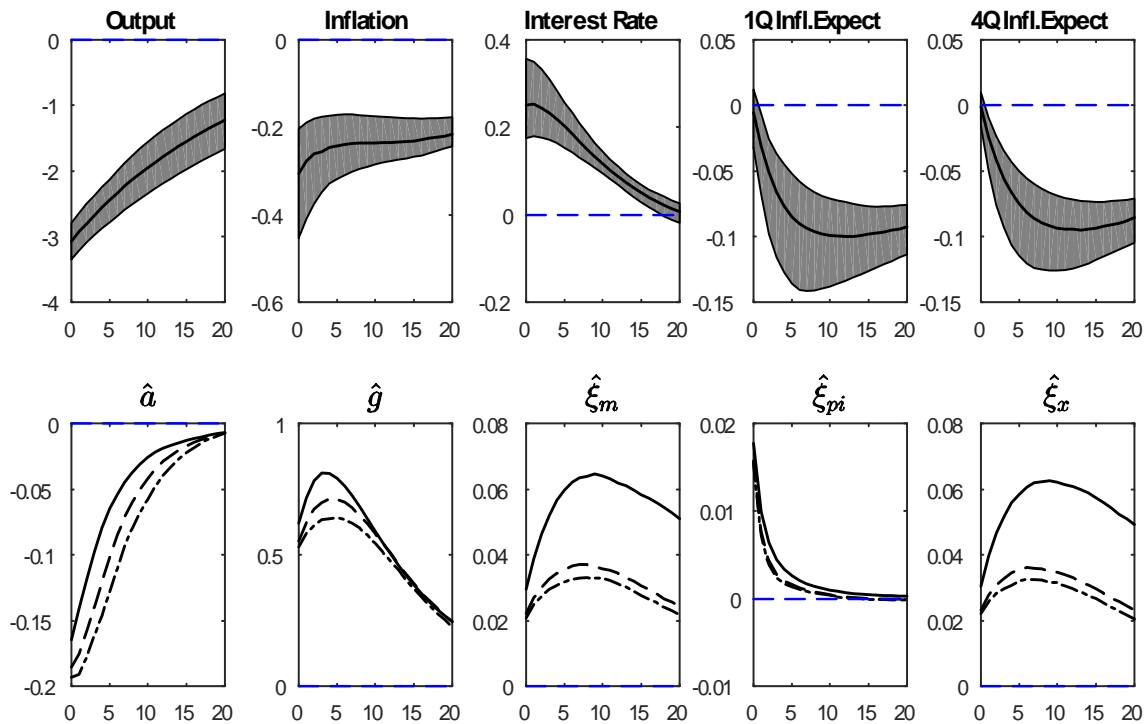 Output Inflation Interest Rate 1Q Infl.Expect 4Q Infl.Expect
0 0 0.4 0.05 0.05
-1 -0.2 0.2 0 0
-2 -0.05 -0.05
-3 -0.4 0 -0.1 -0.1
-4 -0.6 -0.2 -0.15 -0.15
0 5 10 15 20 0 5 10 15 20 0 5 10 15 20 0 5 10 15 20 0 5 10 15 20
â ĝ ξ̂_m ξ̂_pi ξ̂_x
0 1 0.08 0.02 0.08
-0.05 0.06 0.01 0.06
-0.1 0.5 0.04 0.04
-0.15 0.02 0 0.02
-0.2 0 0 -0.01 0
0 5 10 15 20 0 5 10 15 20 0 5 10 15 20 0 5 10 15 20 0 5 10 15 20